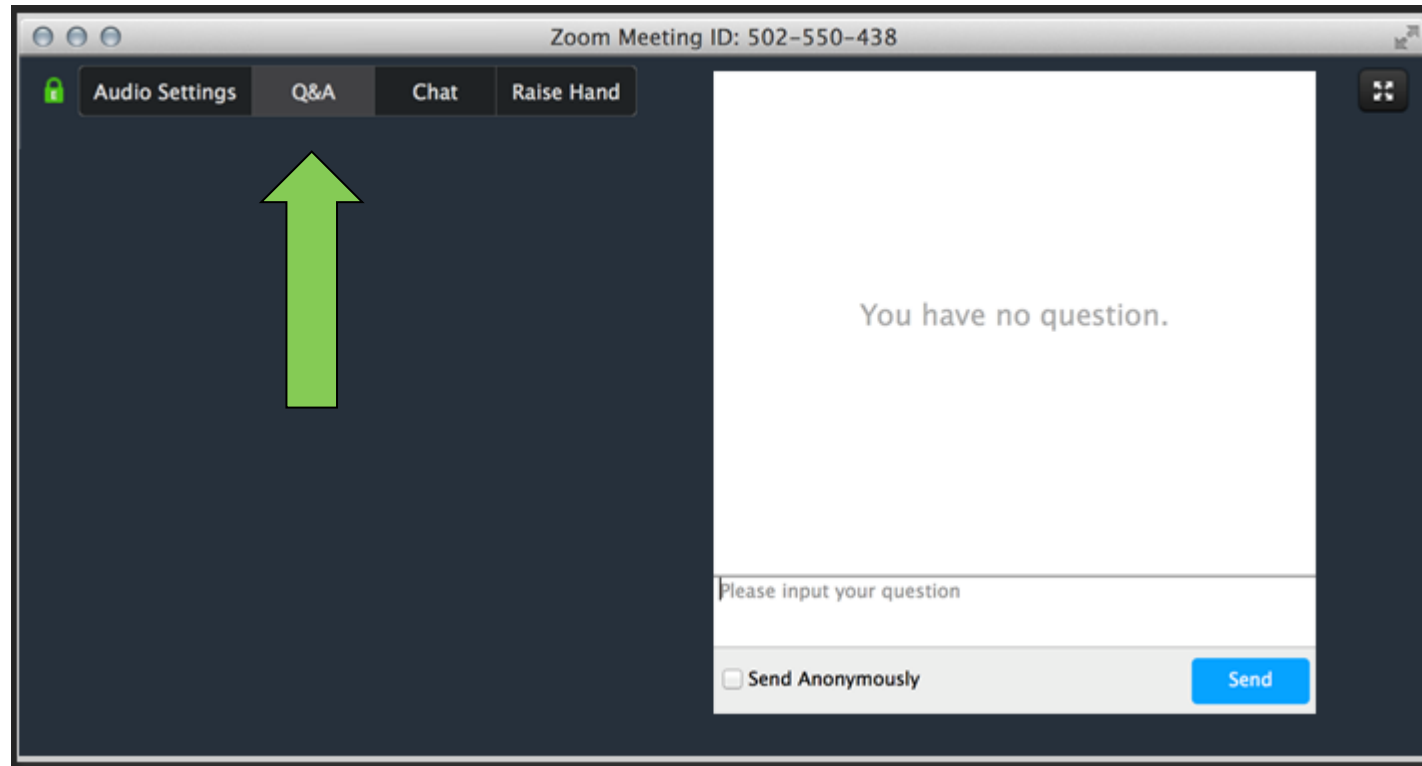 Zoom Meeting ID: 502-550-438
Audio Settings Q&A Chat Raise Hand
You have no question.
Please input your question
Send Anonymously Send